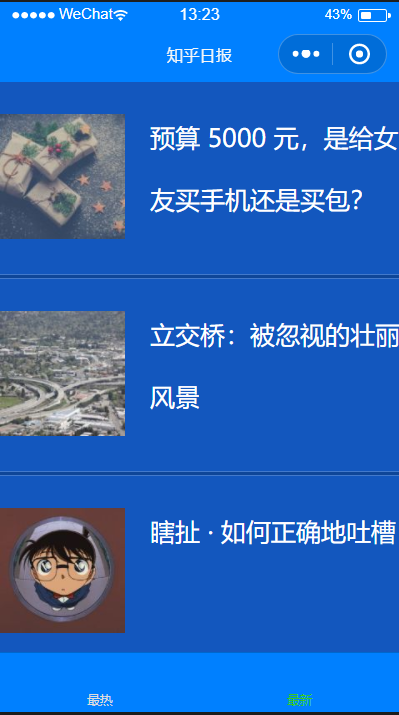 WeChat 13:23 43%
知乎日报
预算 5000 元，是给女
友买手机还是买包？
立交桥：被忽视的壮丽
风景
瞎扯 · 如何正确地吐槽
最热 最新